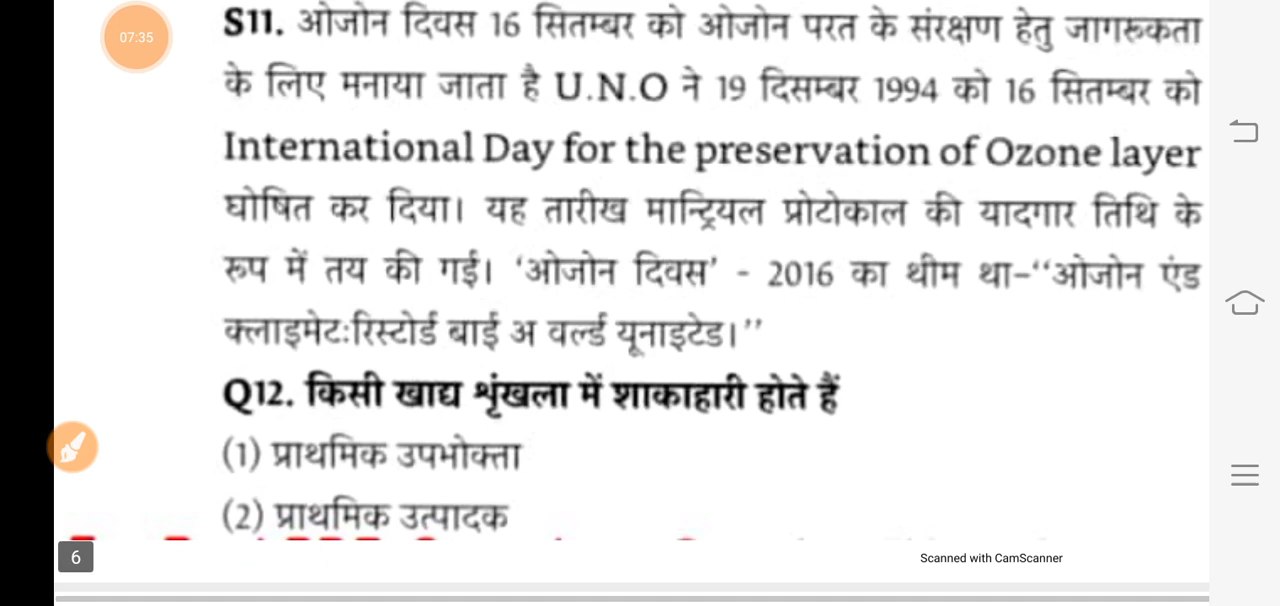 07:35
S11. ओजोन दिवस 16 सितम्बर को ओजोन परत के संरक्षण हेतु जागरूकता
के लिए मनाया जाता है U.N.O ने 19 दिसम्बर 1994 को 16 सितम्बर को
International Day for the preservation of Ozone layer
घोषित कर दिया। यह तारीख मान्ट्रियल प्रोटोकाल की यादगार तिथि के
रूप में तय की गई। ‘ओजोन दिवस’ - 2016 का थीम था–‘‘ओजोन एंड
क्लाइमेटःरिस्टोर्ड बाई अ वर्ल्ड यूनाइटेड।’’
Q12. किसी खाद्य शृंखला में शाकाहारी होते हैं
(1) प्राथमिक उपभोक्ता
(2) प्राथमिक उत्पादक
6
Scanned with CamScanner